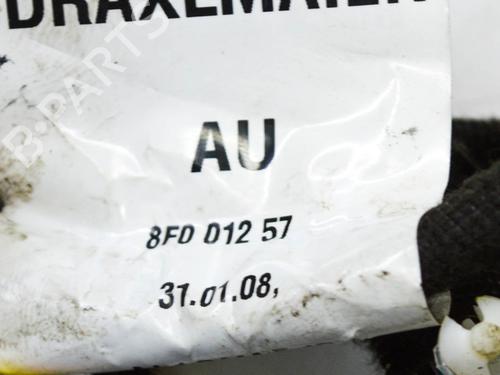 DRAXLMAIER
AU
8F0 012 57
31.01.08,
B-PARTS